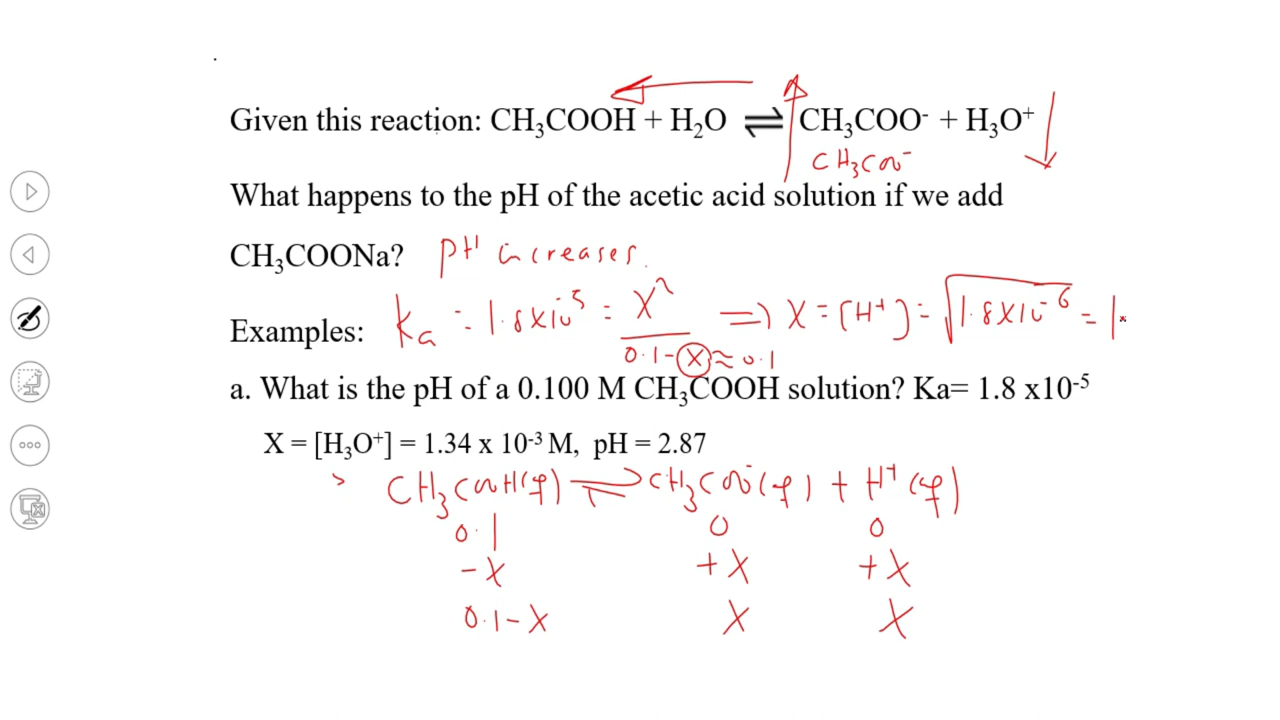 Given this reaction: CH₃COOH + H₂O ⇌ CH₃COO⁻ + H₃O⁺
CH₃COO⁻
What happens to the pH of the acetic acid solution if we add
CH₃COONa? pH increases.
Examples: Ka = 1.8x10⁻⁵ = X² / 0.1-X ≈ 0.1 => X = [H⁺] = √1.8X10⁻⁶ = 1.
a. What is the pH of a 0.100 M CH₃COOH solution? Ka= 1.8 x10⁻⁵
X = [H₃O⁺] = 1.34 x 10⁻³ M, pH = 2.87
CH₃COOH(aq) ⇌ CH₃COO⁻(aq) + H⁺(aq)
0.1 0 0
-X +X +X
0.1-X X X